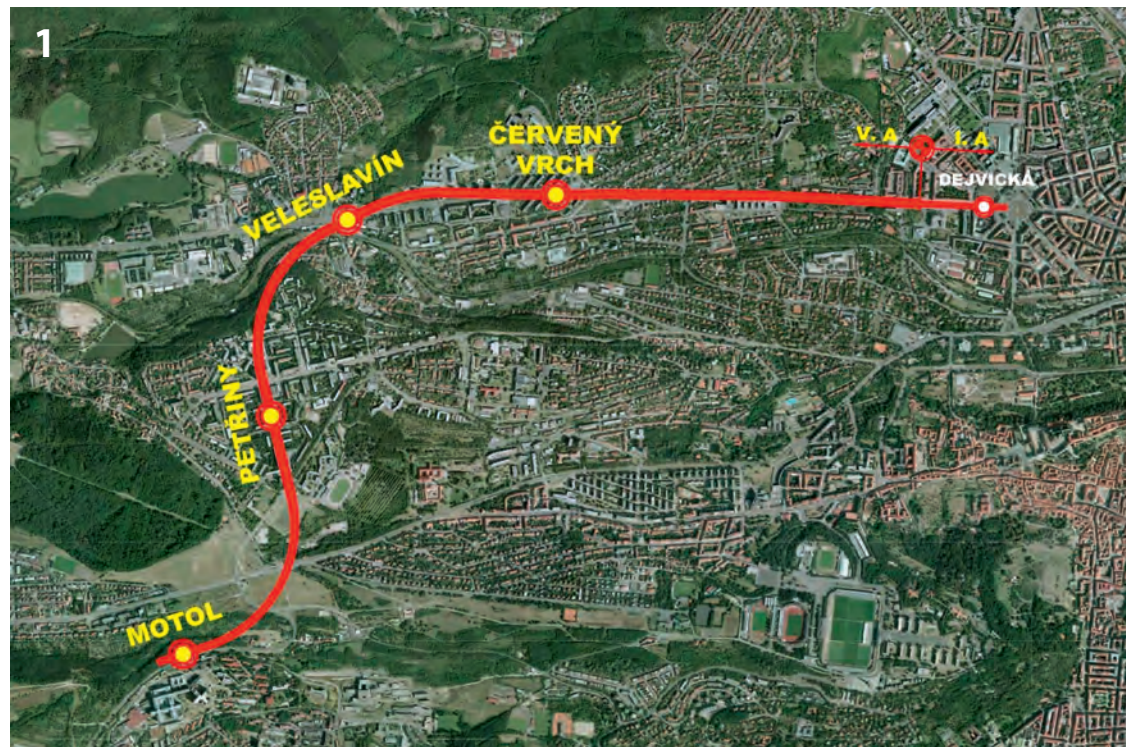 1
ČERVENÝ
VRCH
V. A
I. A
VELESLAVÍN
DEJVICKÁ
PETŘINY
MOTOL